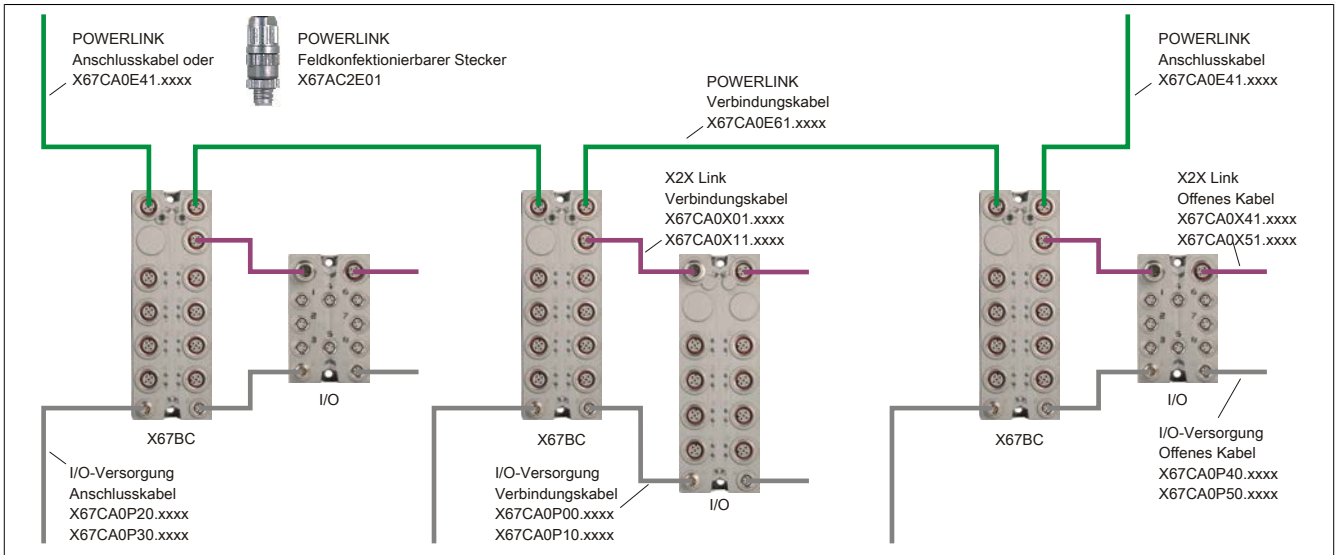 POWERLINK
Anschlusskabel oder
X67CA0E41.xxxx
POWERLINK
Feldkonfektionierbarer Stecker
X67AC2E01
POWERLINK
Verbindungskabel
X67CA0E61.xxxx
POWERLINK
Anschlusskabel
X67CA0E41.xxxx
X2X Link
Verbindungskabel
X67CA0X01.xxxx
X67CA0X11.xxxx
X2X Link
Offenes Kabel
X67CA0X41.xxxx
X67CA0X51.xxxx
I/O
X67BC
I/O-Versorgung
Anschlusskabel
X67CA0P20.xxxx
X67CA0P30.xxxx
X67BC
I/O
I/O-Versorgung
Verbindungskabel
X67CA0P00.xxxx
X67CA0P10.xxxx
X67BC
I/O
I/O-Versorgung
Offenes Kabel
X67CA0P40.xxxx
X67CA0P50.xxxx